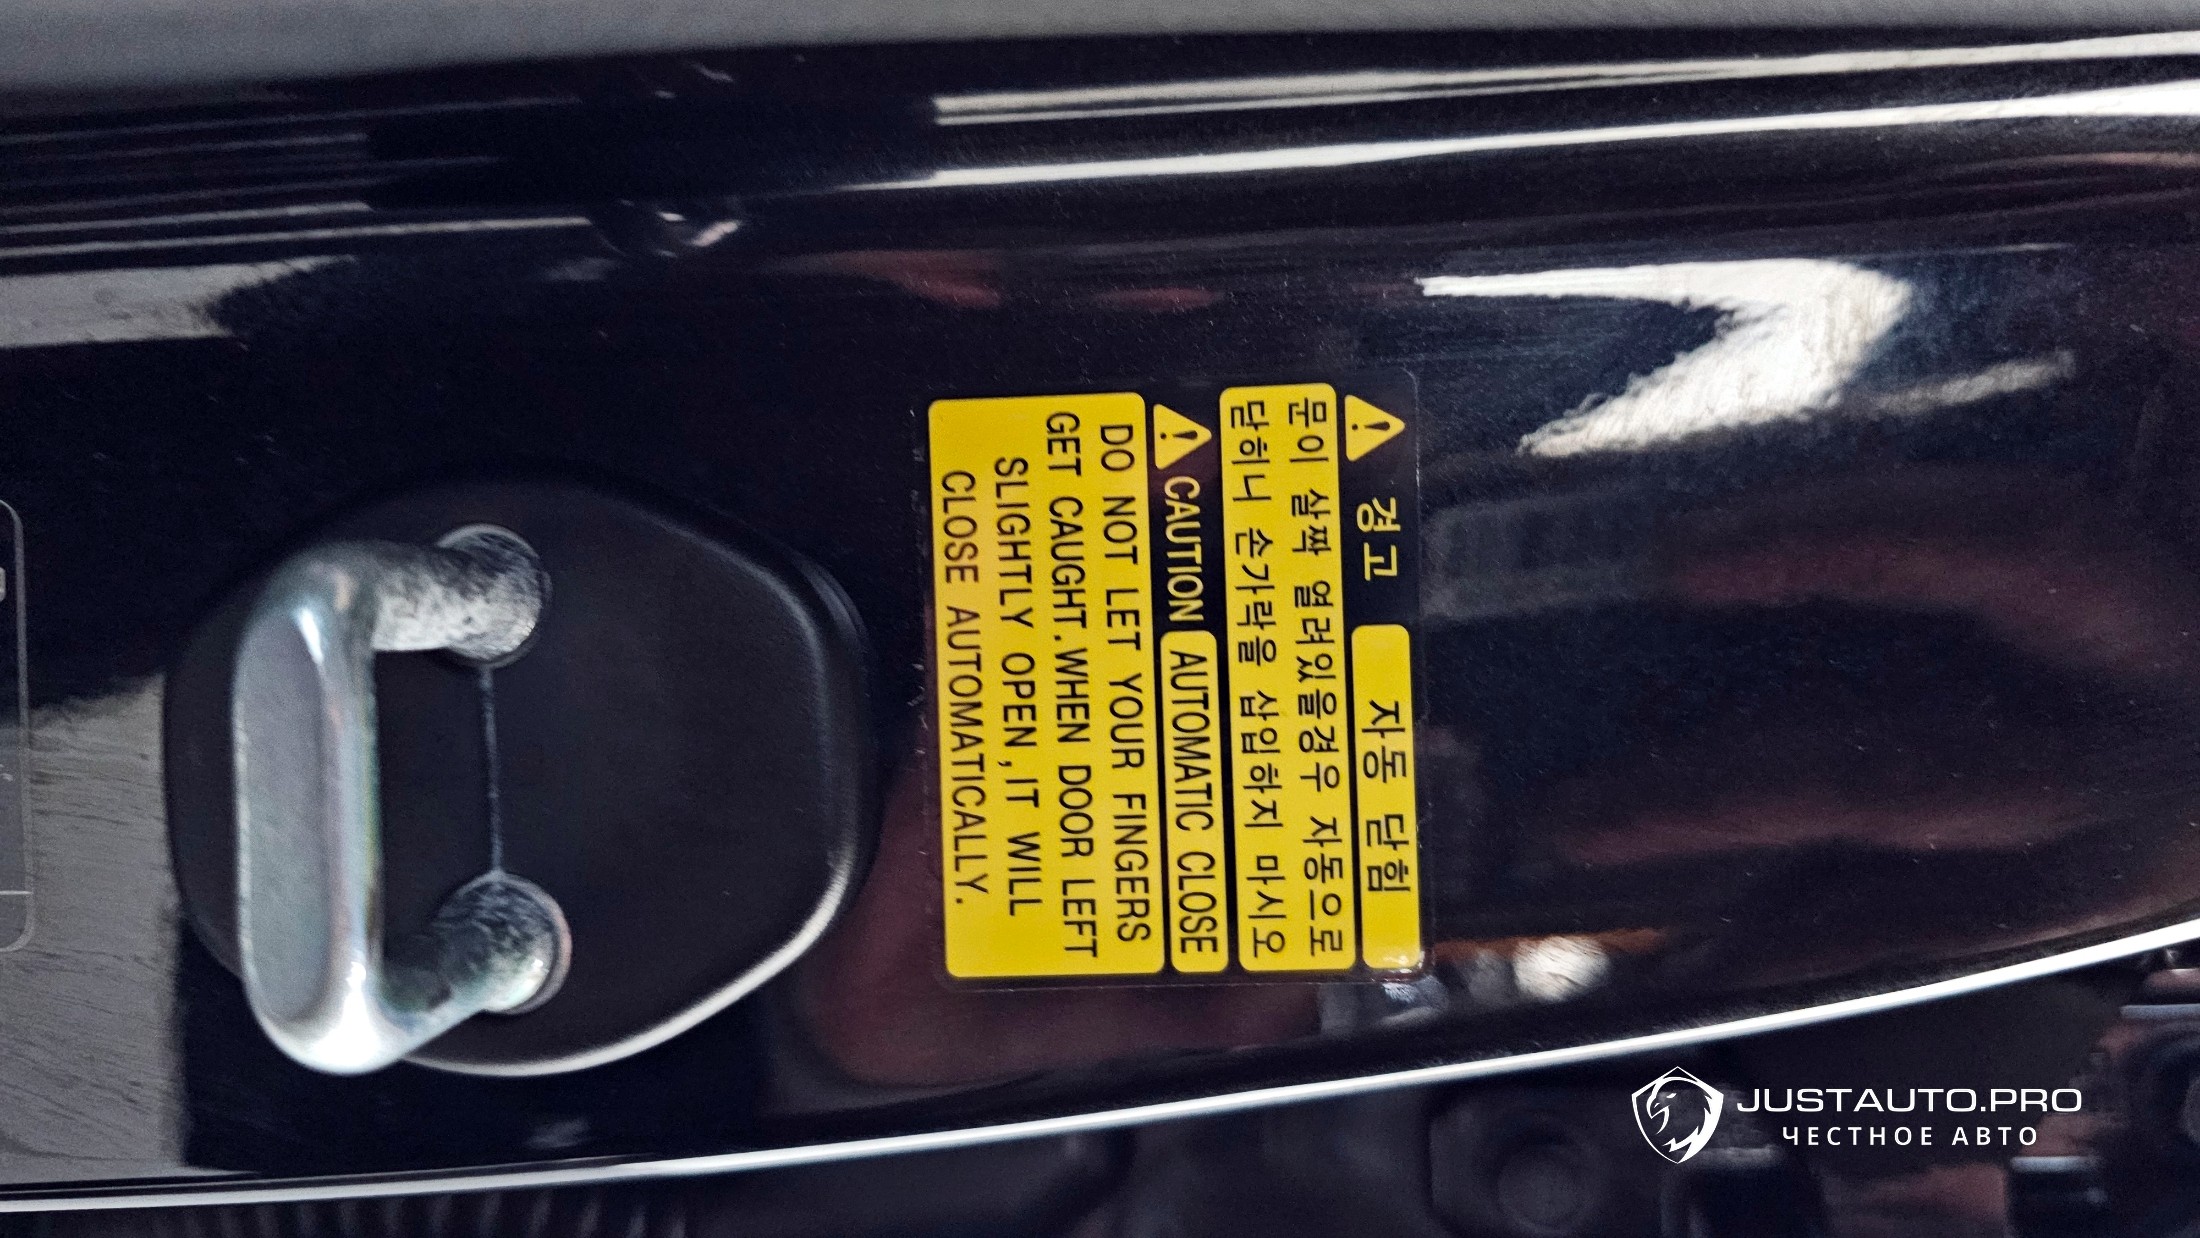 경고 자동 닫힘
문이 살짝 열려있을경우 자동으로
닫히니 손가락을 삽입하지 마시오
CAUTION AUTOMATIC CLOSE
DO NOT LET YOUR FINGERS
GET CAUGHT.WHEN DOOR LEFT
SLIGHTLY OPEN,IT WILL
CLOSE AUTOMATICALLY.
JUSTAUTO.PRO
ЧЕСТНОЕ АВТО